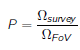 P = Ω_survey / Ω_FoV